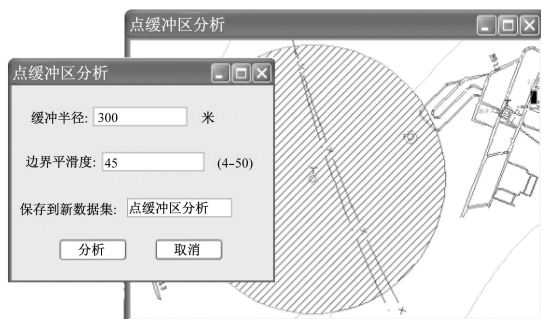 点缓冲区分析
点缓冲区分析
缓冲半径: 300 米
边界平滑度: 45 (4-50)
保存到新数据集: 点缓冲区分析
分析 取消